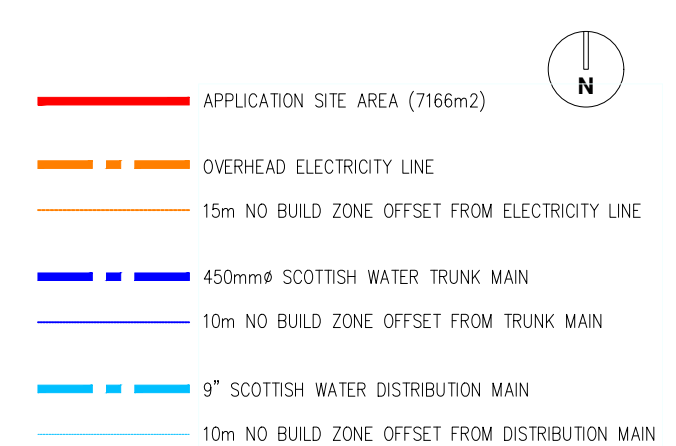 N
APPLICATION SITE AREA (7166m2)
OVERHEAD ELECTRICITY LINE
15m NO BUILD ZONE OFFSET FROM ELECTRICITY LINE
450mmø SCOTTISH WATER TRUNK MAIN
10m NO BUILD ZONE OFFSET FROM TRUNK MAIN
9" SCOTTISH WATER DISTRIBUTION MAIN
10m NO BUILD ZONE OFFSET FROM DISTRIBUTION MAIN